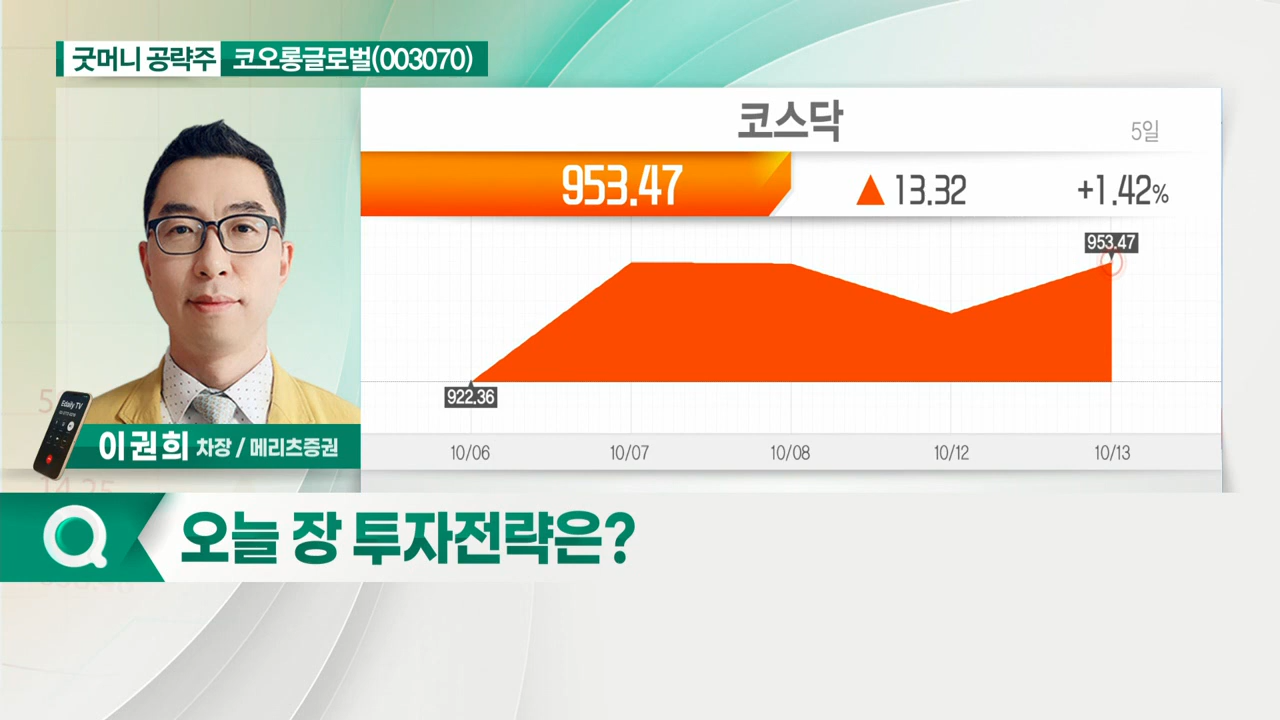 굿머니 공략주 코오롱글로벌(003070)
코스닥
5일
953.47 ▲ 13.32 +1.42%
953.47
922.36
10/06 10/07 10/08 10/12 10/13
Edaily TV
이권희 차장 / 메리츠증권
Q 오늘 장 투자전략은?